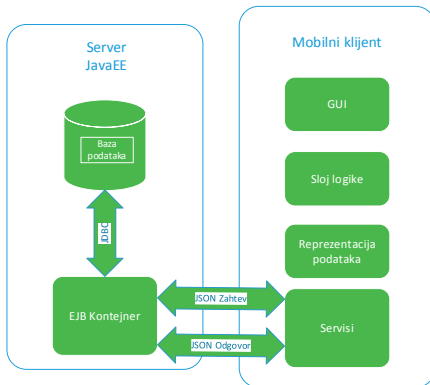 Server
JavaEE
Baza
podataka
JDBC
EJB Kontejner
Mobilni klijent
GUI
Sloj logike
Reprezentacija
podataka
JSON Zahtev
JSON Odgovor
Servisi